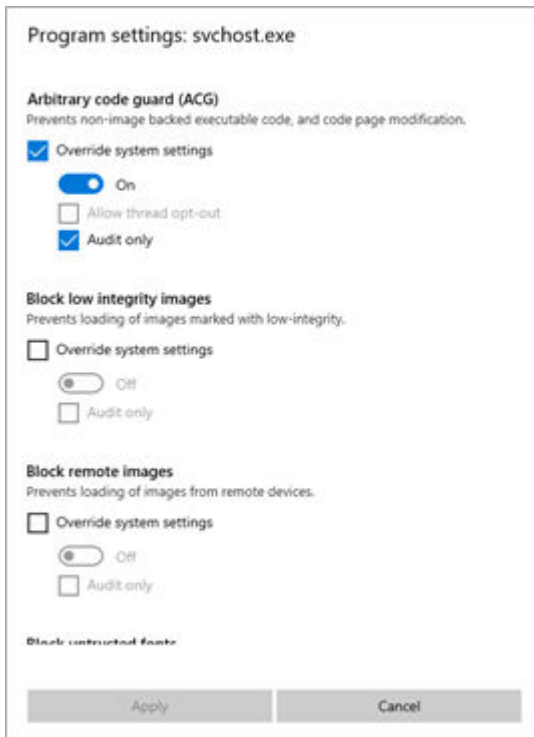 Program settings: svchost.exe
Arbitrary code guard (ACG)
Prevents non-image backed executable code, and code page modification.
Override system settings
On
Allow thread opt-out
Audit only
Block low integrity images
Prevents loading of images marked with low-integrity.
Override system settings
Off
Audit only
Block remote images
Prevents loading of images from remote devices.
Override system settings
Off
Audit only
Block untrusted fonts
Apply
Cancel